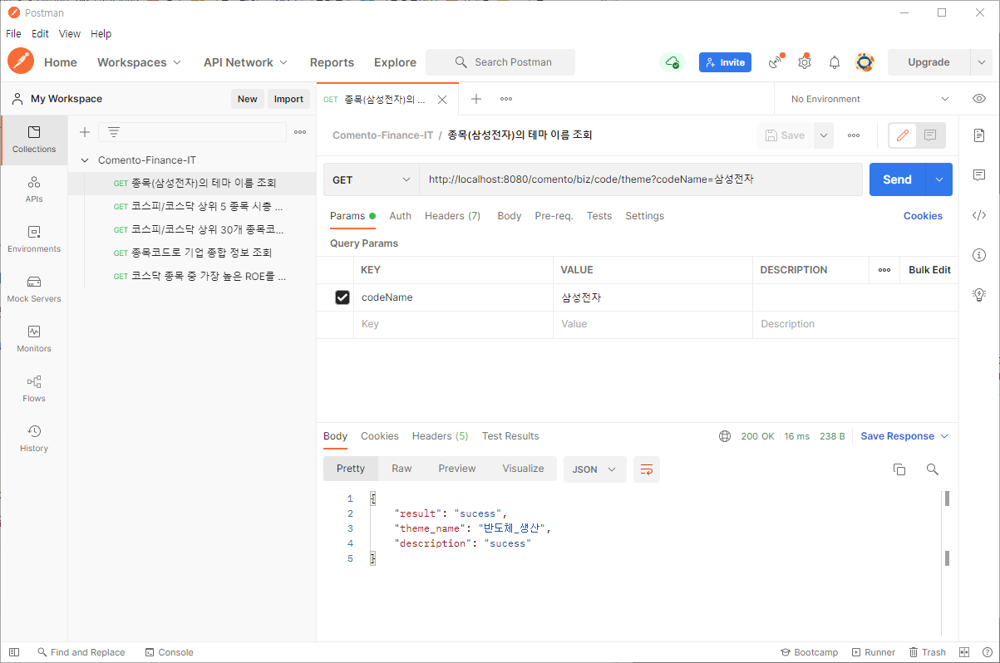 Postman
File Edit View Help
Home Workspaces API Network Reports Explore Search Postman Invite Upgrade
My Workspace New Import GET 종목(삼성전자)의 ... No Environment
Collections
APIs
Environments
Mock Servers
Monitors
Flows
History
Comento-Finance-IT
GET 종목(삼성전자)의 테마 이름 조회
GET 코스피/코스닥 상위 5 종목 시총 ...
GET 코스피/코스닥 상위 30개 종목코...
GET 종목코드로 기업 종합 정보 조회
GET 코스닥 종목 중 가장 높은 ROE를 ...
Comento-Finance-IT / 종목(삼성전자)의 테마 이름 조회 Save
GET http://localhost:8080/comento/biz/code/theme?codeName=삼성전자 Send
Params Auth Headers (7) Body Pre-req. Tests Settings Cookies
Query Params
KEY VALUE DESCRIPTION Bulk Edit
codeName 삼성전자
Key Value Description
Body Cookies Headers (5) Test Results 200 OK 16 ms 238 B Save Response
Pretty Raw Preview Visualize JSON
1 {
2 "result": "sucess",
3 "theme_name": "반도체_생산",
4 "description": "sucess"
5 }
Find and Replace Console Bootcamp Runner Trash